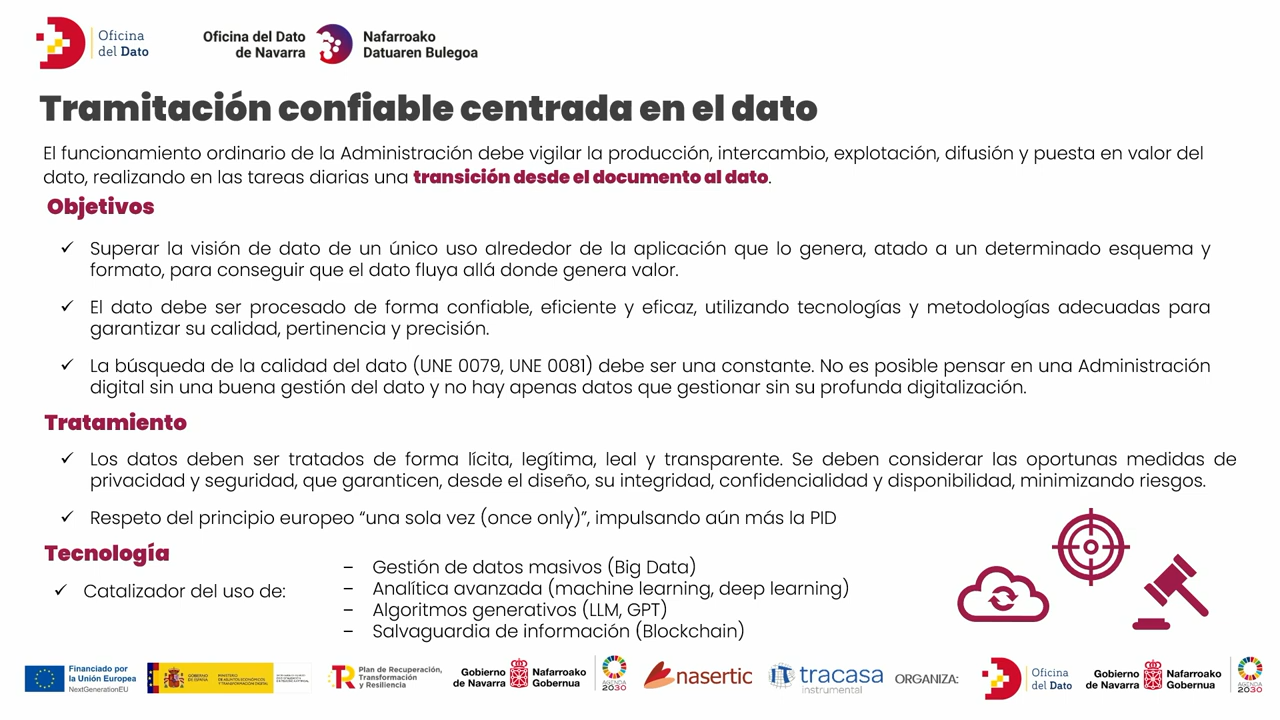 Oficina
del Dato
Oficina del Dato
de Navarra
Nafarroako
Datuaren Bulegoa
Tramitación confiable centrada en el dato
El funcionamiento ordinario de la Administración debe vigilar la producción, intercambio, explotación, difusión y puesta en valor del
dato, realizando en las tareas diarias una transición desde el documento al dato.
Objetivos
✓ Superar la visión de dato de un único uso alrededor de la aplicación que lo genera, atado a un determinado esquema y
formato, para conseguir que el dato fluya allá donde genera valor.
✓ El dato debe ser procesado de forma confiable, eficiente y eficaz, utilizando tecnologías y metodologías adecuadas para
garantizar su calidad, pertinencia y precisión.
✓ La búsqueda de la calidad del dato (UNE 0079, UNE 0081) debe ser una constante. No es posible pensar en una Administración
digital sin una buena gestión del dato y no hay apenas datos que gestionar sin su profunda digitalización.
Tratamiento
✓ Los datos deben ser tratados de forma lícita, legítima, leal y transparente. Se deben considerar las oportunas medidas de
privacidad y seguridad, que garanticen, desde el diseño, su integridad, confidencialidad y disponibilidad, minimizando riesgos.
✓ Respeto del principio europeo “una sola vez (once only)”, impulsando aún más la PID
Tecnología
✓ Catalizador del uso de:
– Gestión de datos masivos (Big Data)
– Analítica avanzada (machine learning, deep learning)
– Algoritmos generativos (LLM, GPT)
– Salvaguardia de información (Blockchain)
Financiado por
la Unión Europea
NextGenerationEU
GOBIERNO
DE ESPAÑA
Plan de Recuperación,
Transformación
y Resiliencia
Gobierno
de Navarra
Nafarroako
Gobernua
AGENDA
2030
nasertic
tracasa
instrumental
ORGANIZA:
Oficina
del Dato
Gobierno
de Navarra
Nafarroako
Gobernua
AGENDA
2030